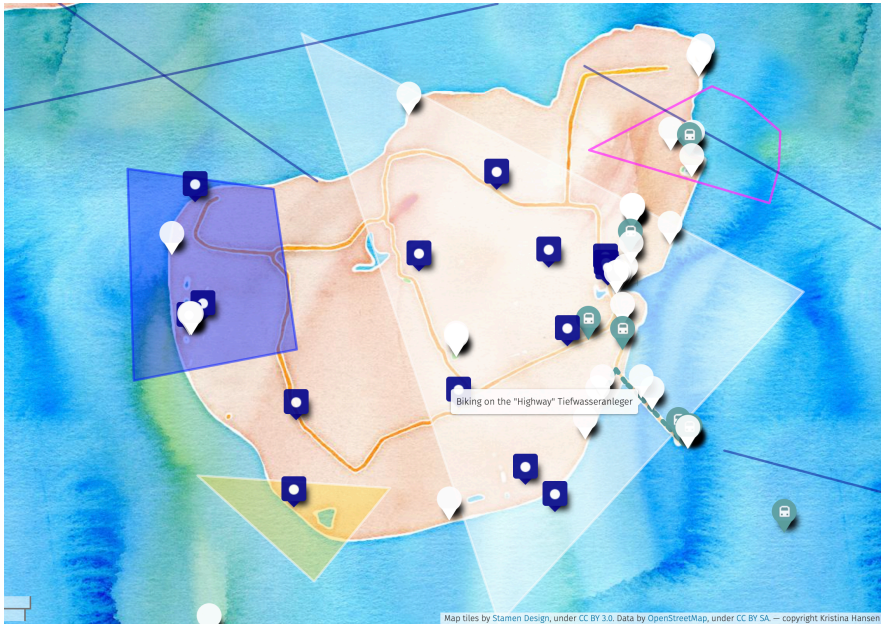 Biking on the "Highway" Tiefwasseranleger
Map tiles by Stamen Design, under CC BY 3.0. Data by OpenStreetMap, under CC BY SA. — copyright Kristina Hansen